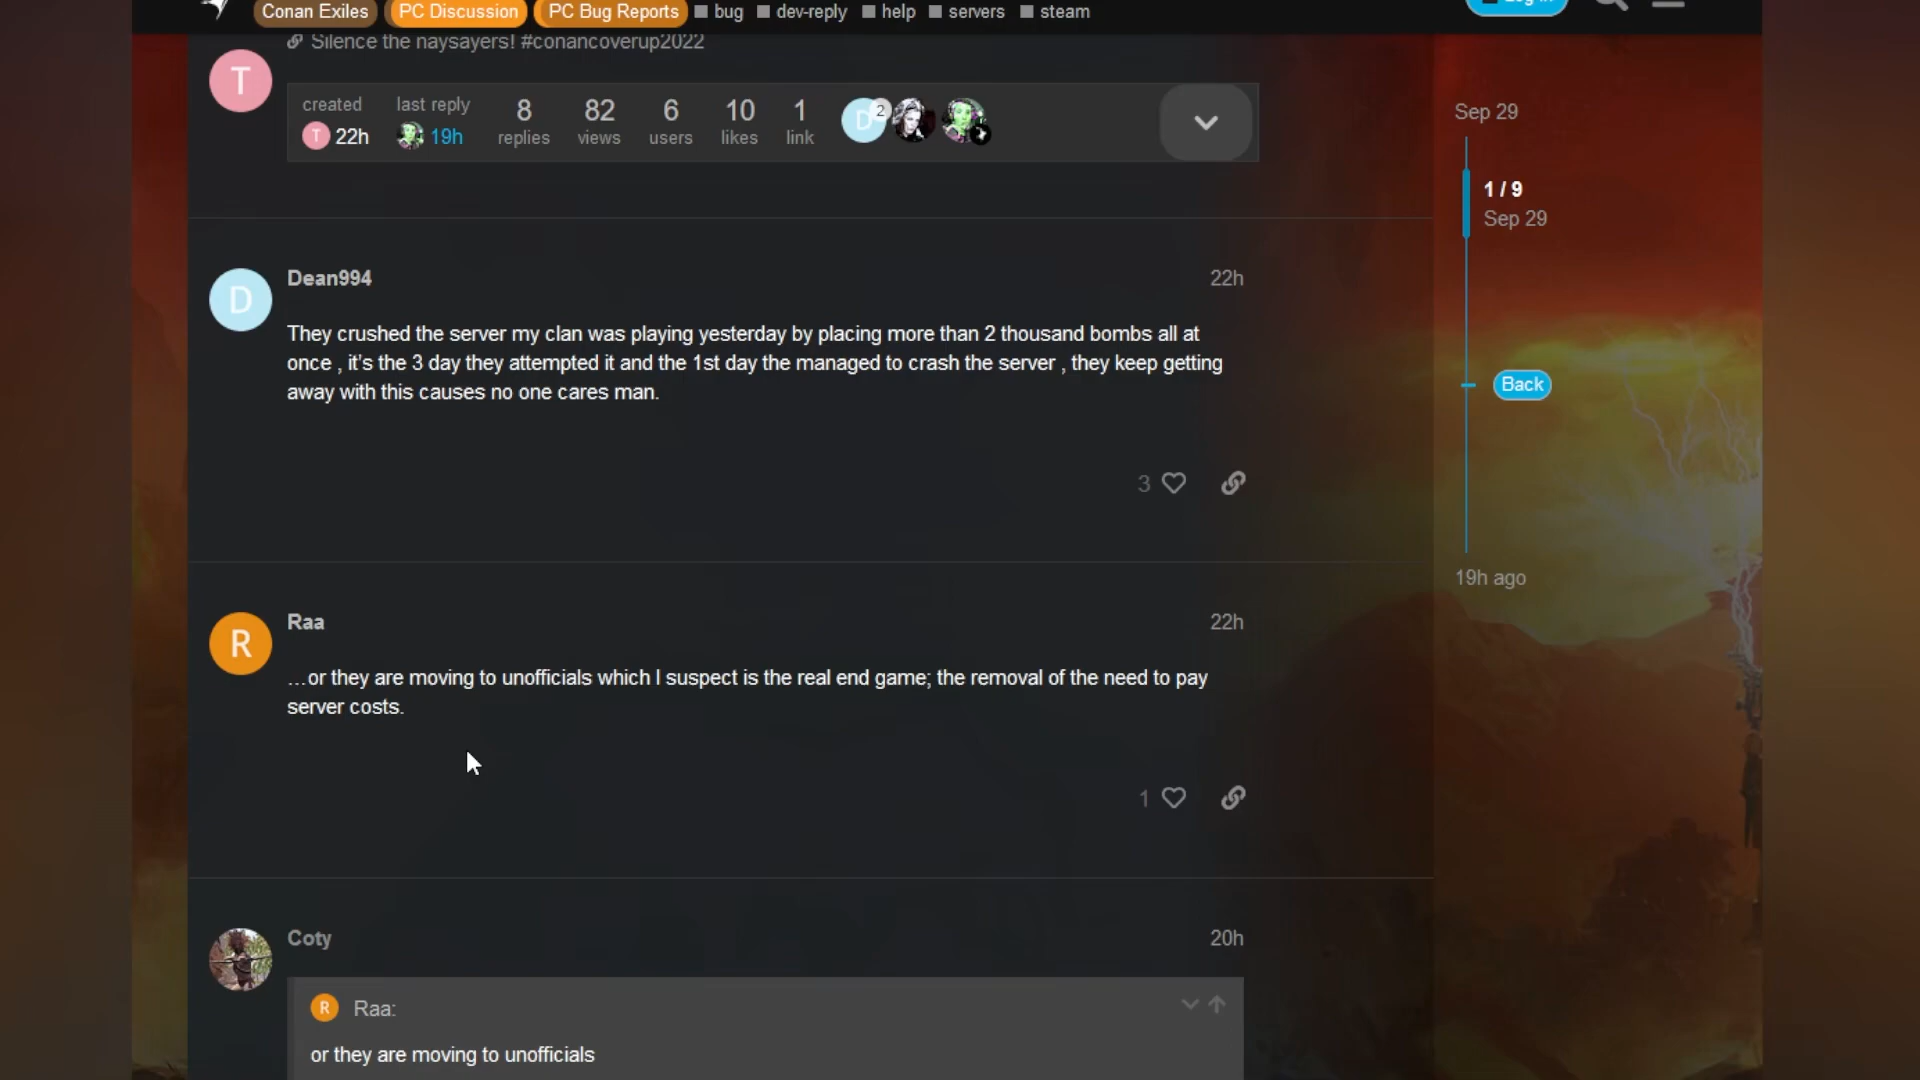 Conan Exiles PC Discussion PC Bug Reports bug dev-reply help servers steam
Log In
Silence the naysayers! #conancoverup2022
T
created last reply 8 82 6 10 1 D 2
T 22h 19h replies views users likes link
Sep 29
1 / 9
Sep 29
Back
19h ago
D
Dean994 22h
They crushed the server my clan was playing yesterday by placing more than 2 thousand bombs all at
once , it's the 3 day they attempted it and the 1st day the managed to crash the server , they keep getting
away with this causes no one cares man.
3
R
Raa 22h
...or they are moving to unofficials which I suspect is the real end game; the removal of the need to pay
server costs.
1
Coty 20h
R Raa:
or they are moving to unofficials